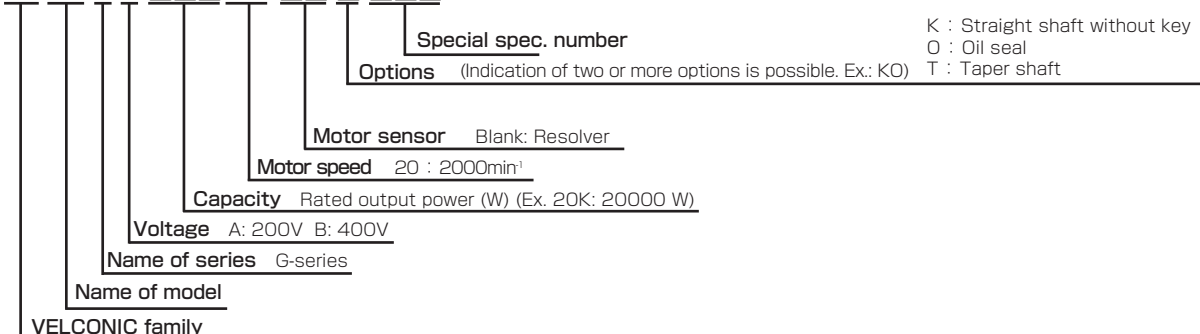 Special spec. number
K : Straight shaft without key
O : Oil seal
T : Taper shaft
Options (Indication of two or more options is possible. Ex.: KO)
Motor sensor Blank: Resolver
Motor speed 20 : 2000min⁻¹
Capacity Rated output power (W) (Ex. 20K: 20000 W)
Voltage A: 200V B: 400V
Name of series G-series
Name of model
VELCONIC family